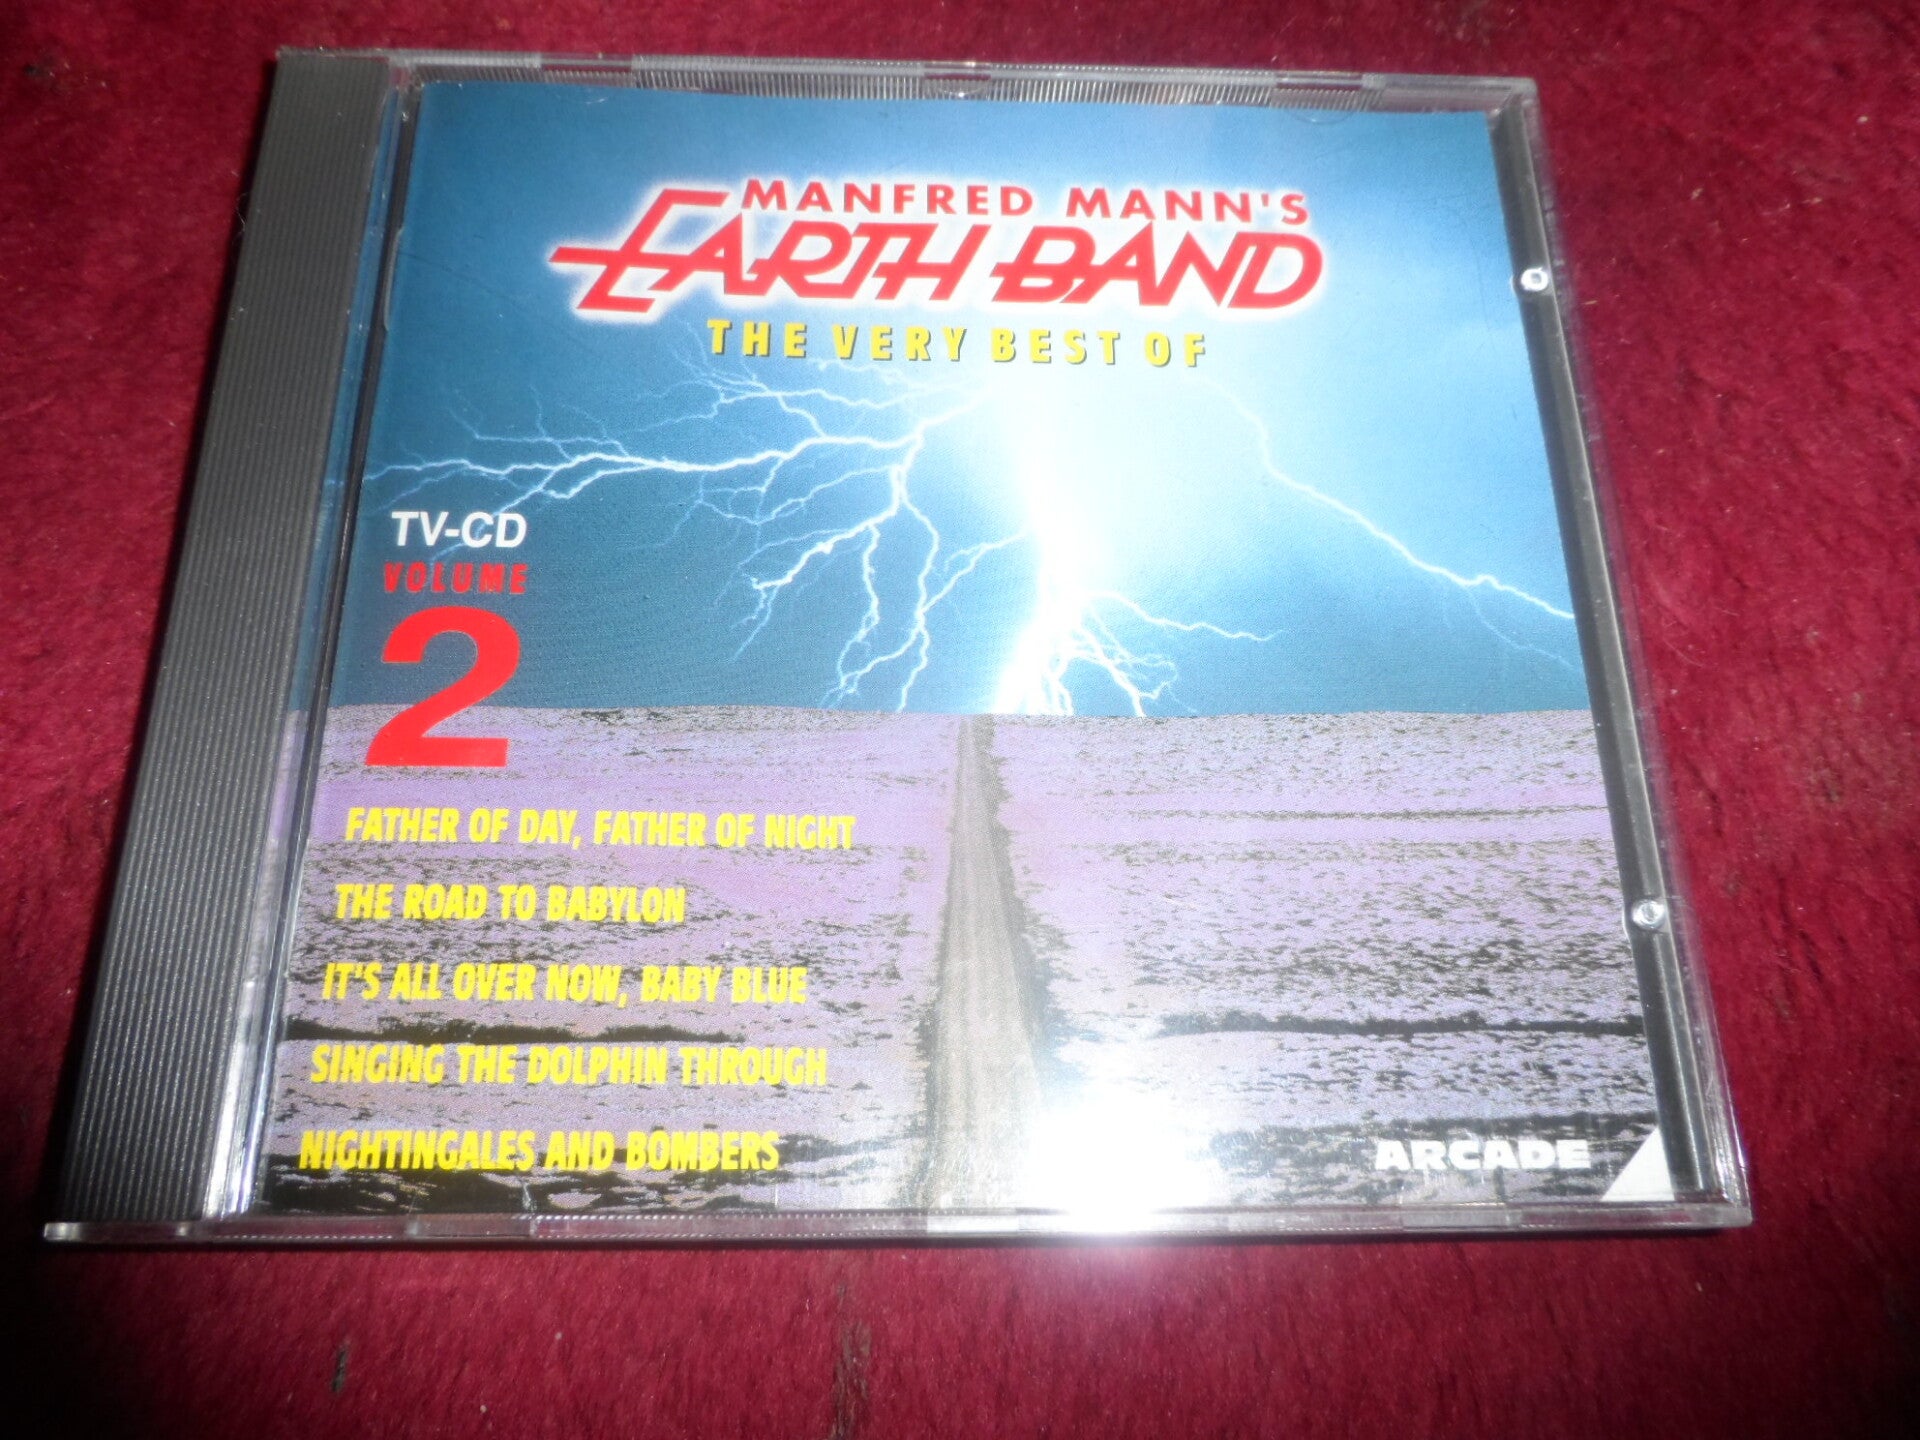 MANFRED MANN'S
EARTH BAND
THE VERY BEST OF
TV-CD
VOLUME
2
FATHER OF DAY, FATHER OF NIGHT
THE ROAD TO BABYLON
IT'S ALL OVER NOW, BABY BLUE
SINGING THE DOLPHIN THROUGH
NIGHTINGALES AND BOMBERS
ARCADE